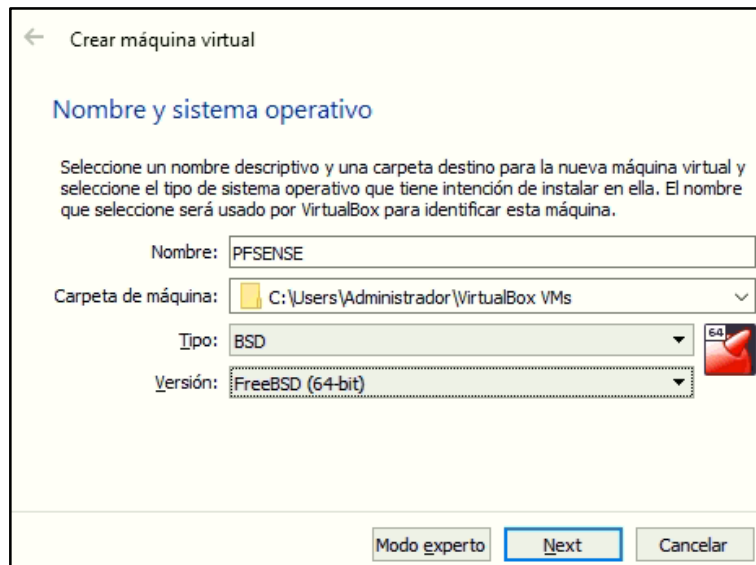 Crear máquina virtual
Nombre y sistema operativo
Seleccione un nombre descriptivo y una carpeta destino para la nueva máquina virtual y
seleccione el tipo de sistema operativo que tiene intención de instalar en ella. El nombre
que seleccione será usado por VirtualBox para identificar esta máquina.
Nombre: PFSENSE
Carpeta de máquina: C:\Users\Administrador\VirtualBox VMs
Tipo: BSD
64
Versión: FreeBSD (64-bit)
Modo experto Next Cancelar